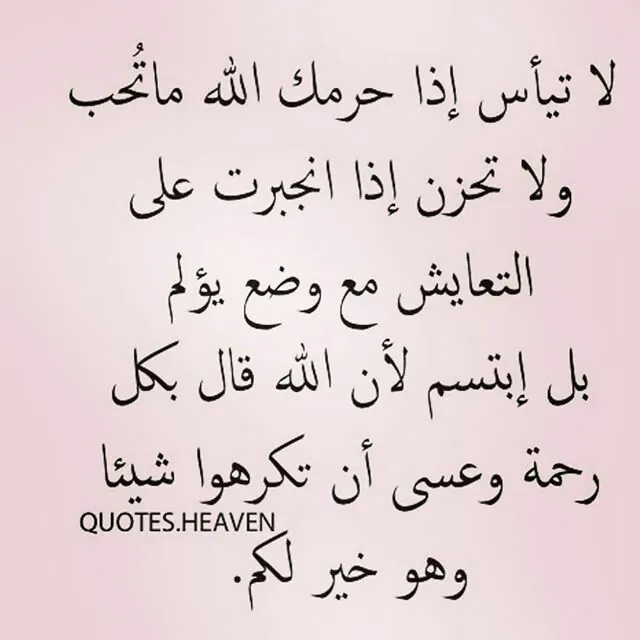 لا تيأس إذا حرمك الله ماتُحب
ولا تحزن إذا انجبرت على
التعايش مع وضع يؤلم
بل إبتسم لأن الله قال بكل
رحمة وعسى أن تكرهوا شيئا
QUOTES.HEAVEN
وهو خير لكم.